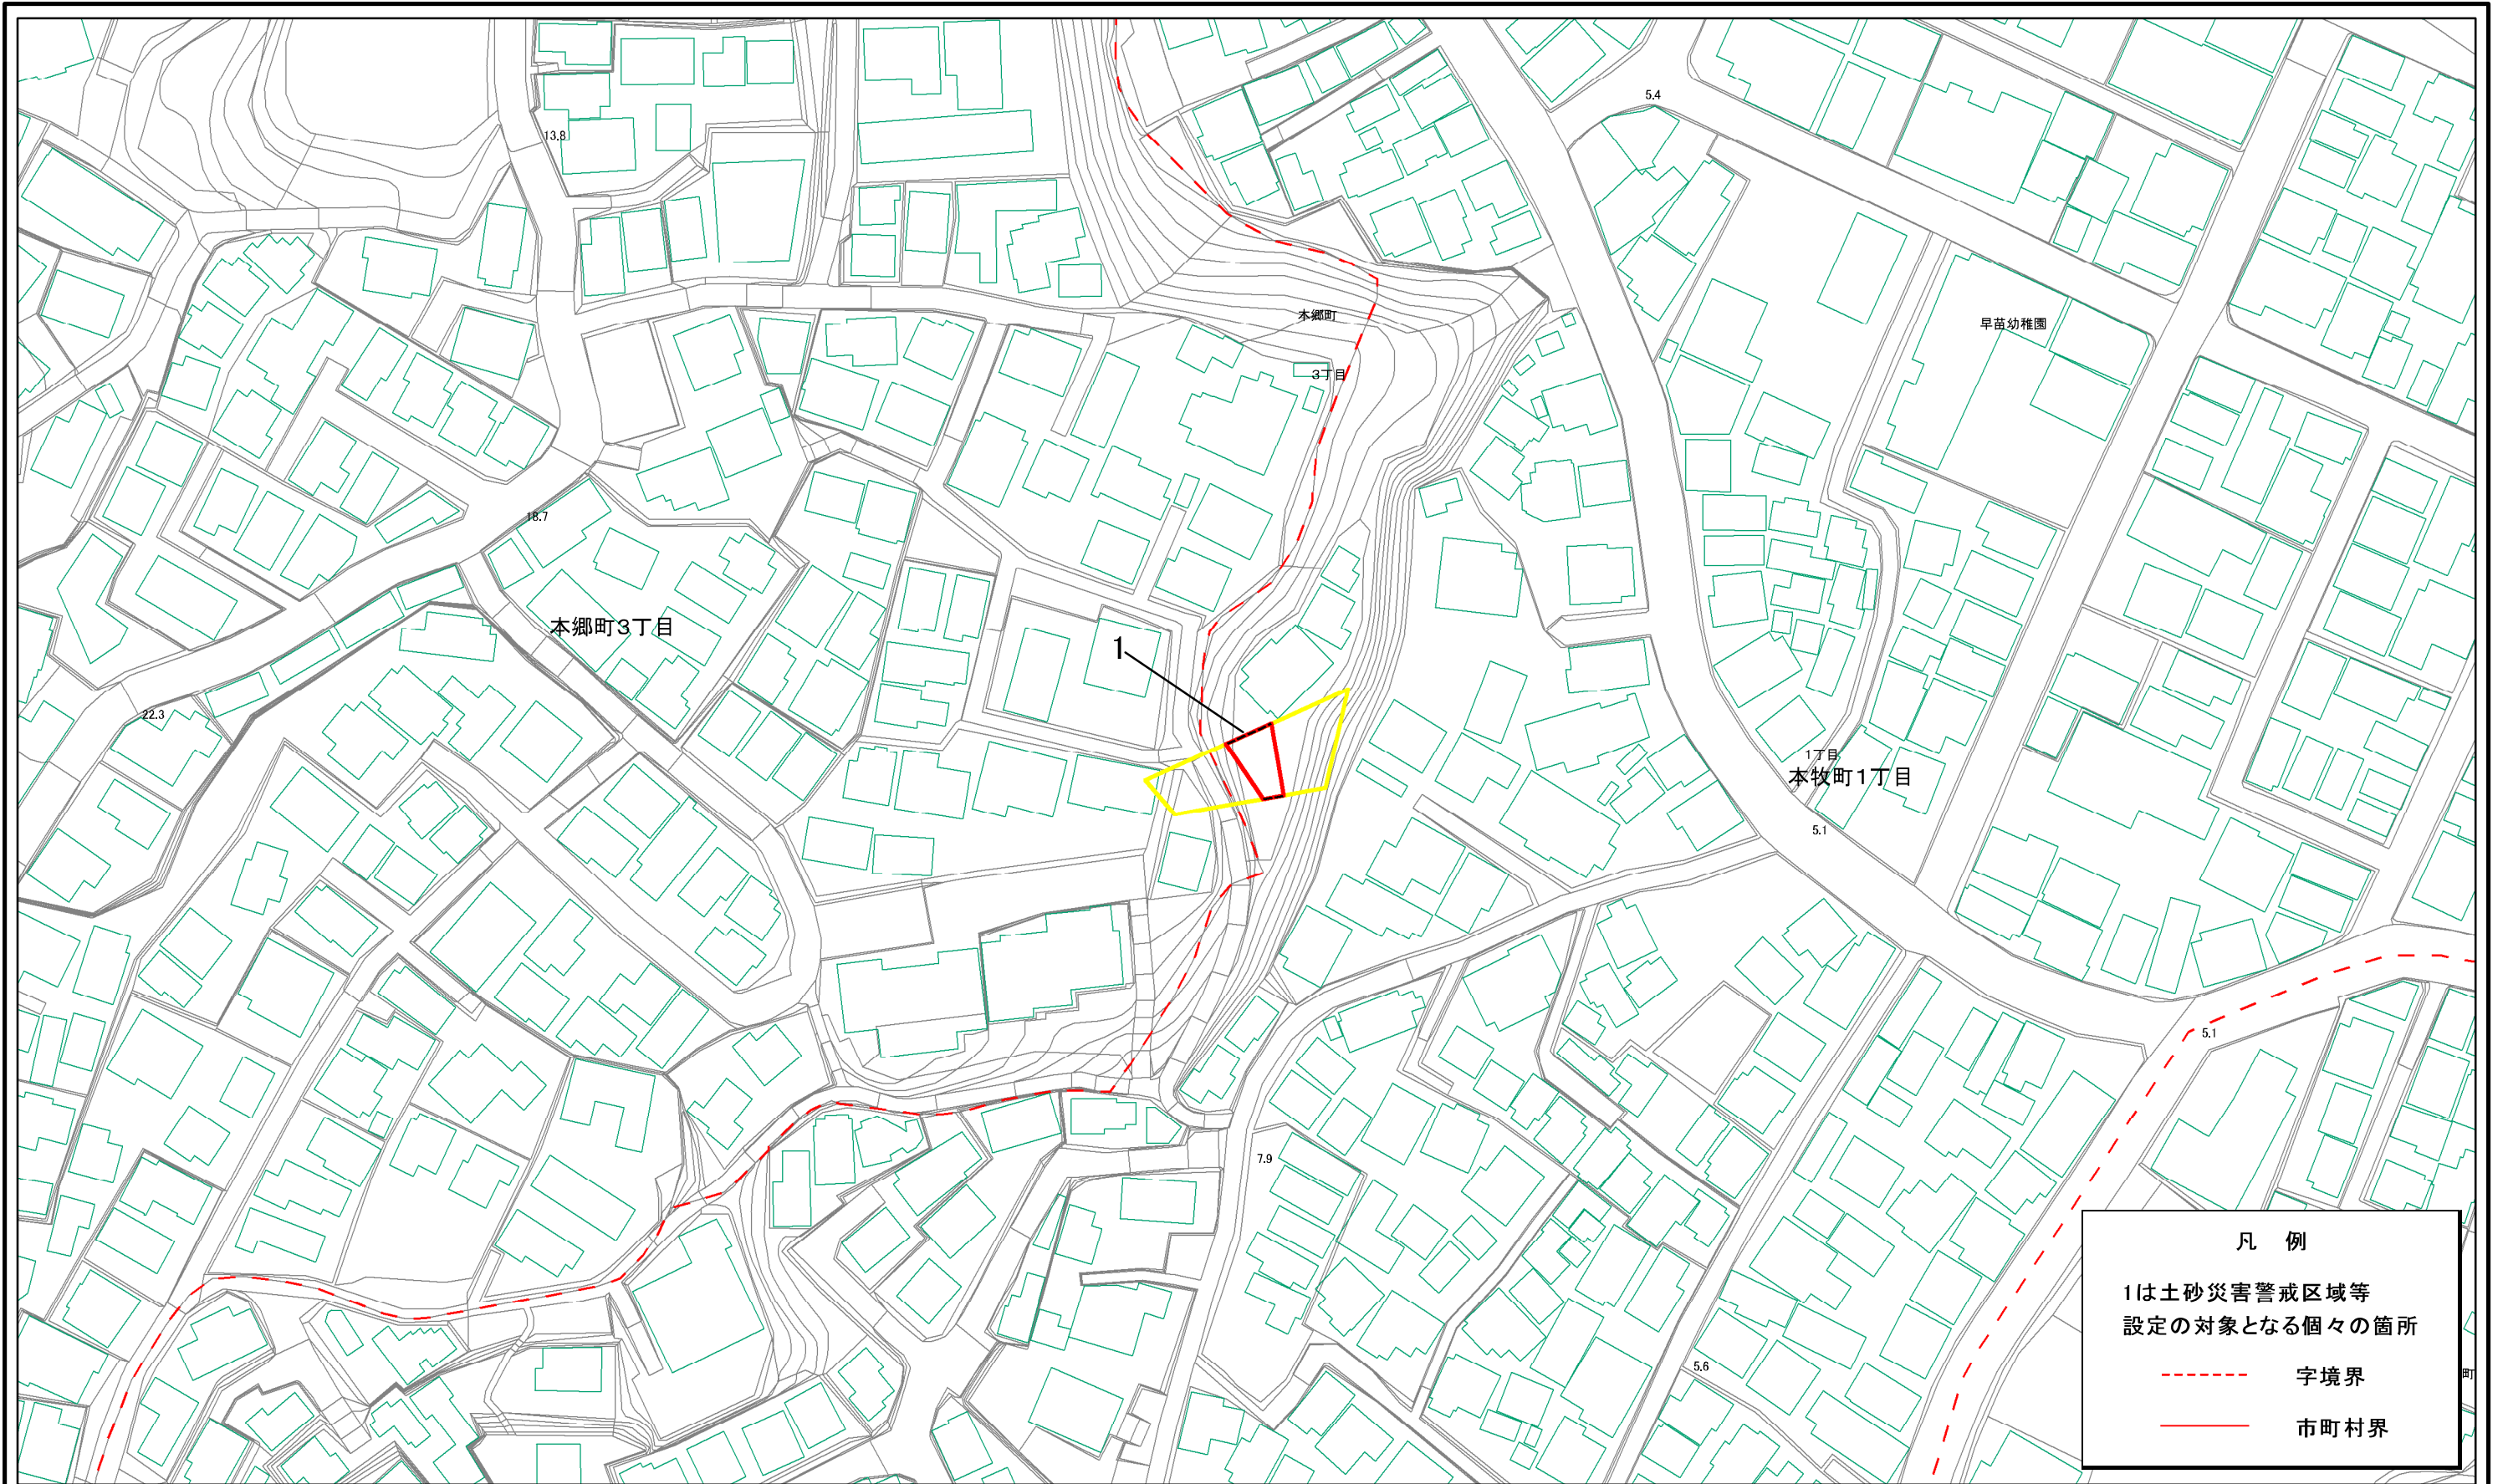 5.4
13.8
本郷町
早苗幼稚園
3丁目
18.7
本郷町3丁目
1
22.3
1丁目
本牧町1丁目
5.1
5.1
7.9
5.6
町
凡 例
1は土砂災害警戒区域等
設定の対象となる個々の箇所
字境界
市町村界